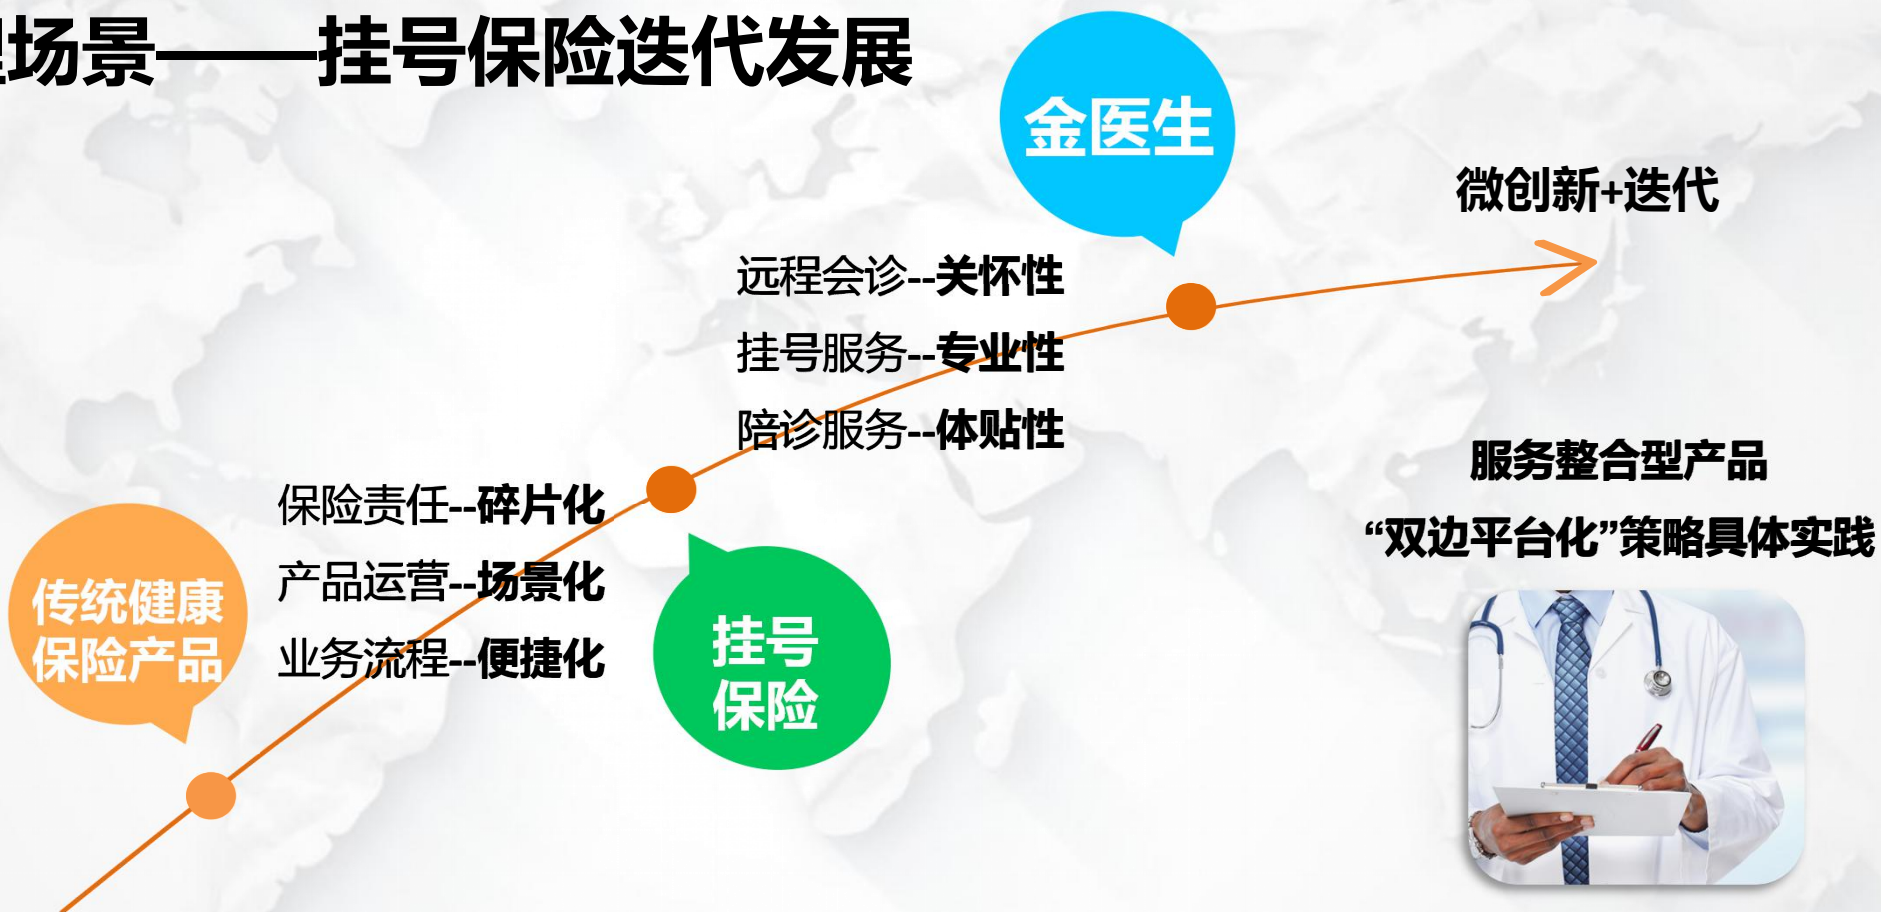 场景——挂号保险迭代发展
金医生
微创新+迭代
远程会诊--关怀性
挂号服务--专业性
陪诊服务--体贴性
服务整合型产品
“双边平台化”策略具体实践
保险责任--碎片化
产品运营--场景化
业务流程--便捷化
传统健康
保险产品
挂号
保险